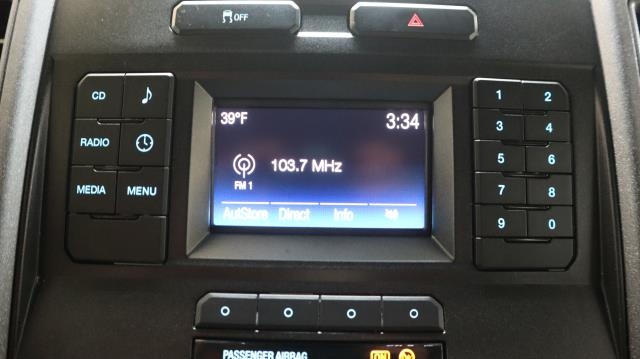 OFF
CD
RADIO
MEDIA MENU
39°F 3:34
103.7 MHz
FM 1
AutoStore Direct Info
1 2
3 4
5 6
7 8
9 0
PASSENGER AIRBAG
ON